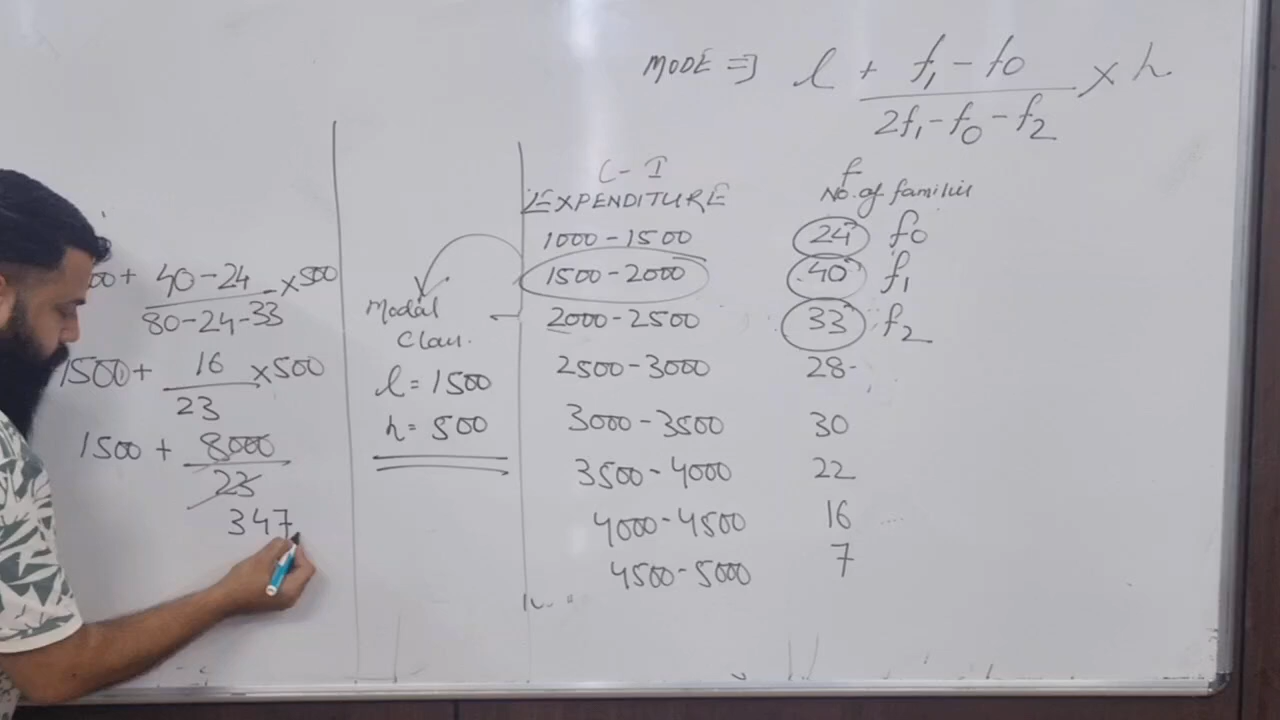 MODE ⇒ l + f₁ - f0 / 2f₁ - f₀ - f₂ × h
C-I f
EXPENDITURE No. of families
1000-1500 24 f0
1500-2000 40 f₁
2000-2500 33 f₂
2500-3000 28
3000-3500 30
3500-4000 22
4000-4500 16
4500-5000 7
Modal
Class.
l = 1500
h = 500
00 + 40-24 / 80-24-33 × 500
1500 + 16 / 23 × 500
1500 + 8000 / 23
347